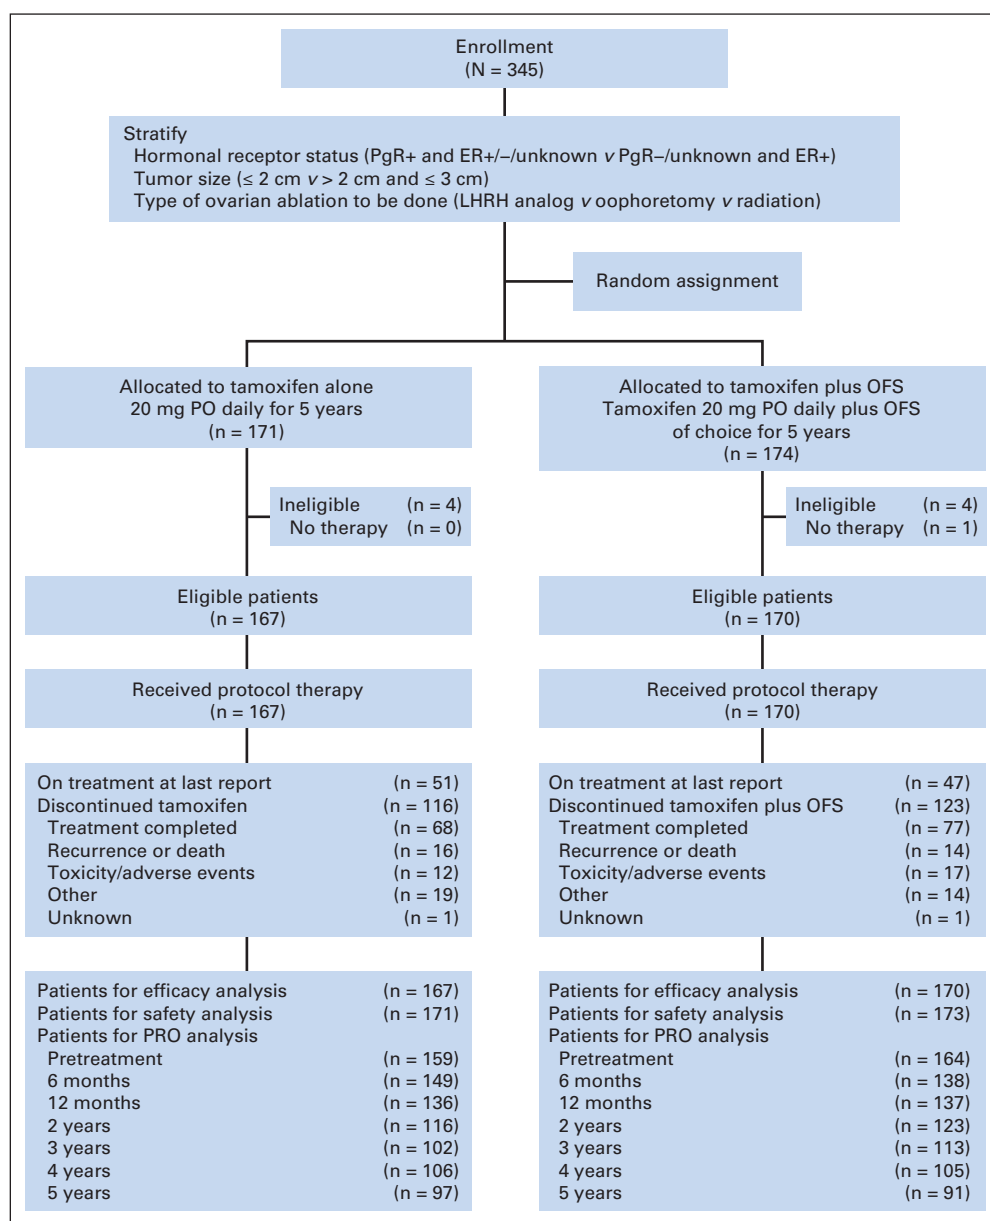 Enrollment
(N = 345)
Stratify
Hormonal receptor status (PgR+ and ER+/−/unknown v PgR−/unknown and ER+)
Tumor size (≤ 2 cm v > 2 cm and ≤ 3 cm)
Type of ovarian ablation to be done (LHRH analog v oophoretomy v radiation)
Random assignment
Allocated to tamoxifen alone
20 mg PO daily for 5 years
(n = 171)
Ineligible (n = 4)
No therapy (n = 0)
Eligible patients
(n = 167)
Received protocol therapy
(n = 167)
On treatment at last report (n = 51)
Discontinued tamoxifen (n = 116)
Treatment completed (n = 68)
Recurrence or death (n = 16)
Toxicity/adverse events (n = 12)
Other (n = 19)
Unknown (n = 1)
Patients for efficacy analysis (n = 167)
Patients for safety analysis (n = 171)
Patients for PRO analysis
Pretreatment (n = 159)
6 months (n = 149)
12 months (n = 136)
2 years (n = 116)
3 years (n = 102)
4 years (n = 106)
5 years (n = 97)
Allocated to tamoxifen plus OFS
Tamoxifen 20 mg PO daily plus OFS
of choice for 5 years
(n = 174)
Ineligible (n = 4)
No therapy (n = 1)
Eligible patients
(n = 170)
Received protocol therapy
(n = 170)
On treatment at last report (n = 47)
Discontinued tamoxifen plus OFS (n = 123)
Treatment completed (n = 77)
Recurrence or death (n = 14)
Toxicity/adverse events (n = 17)
Other (n = 14)
Unknown (n = 1)
Patients for efficacy analysis (n = 170)
Patients for safety analysis (n = 173)
Patients for PRO analysis
Pretreatment (n = 164)
6 months (n = 138)
12 months (n = 137)
2 years (n = 123)
3 years (n = 113)
4 years (n = 105)
5 years (n = 91)